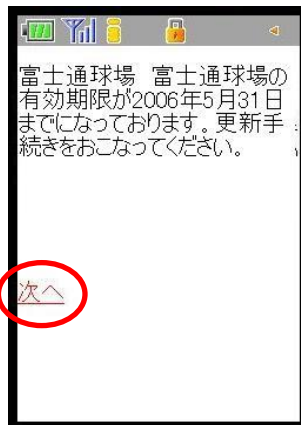 富士通球場 富士通球場の
有効期限が2006年5月31日
までになっております。更新手
続きをおこなってください。
次へ